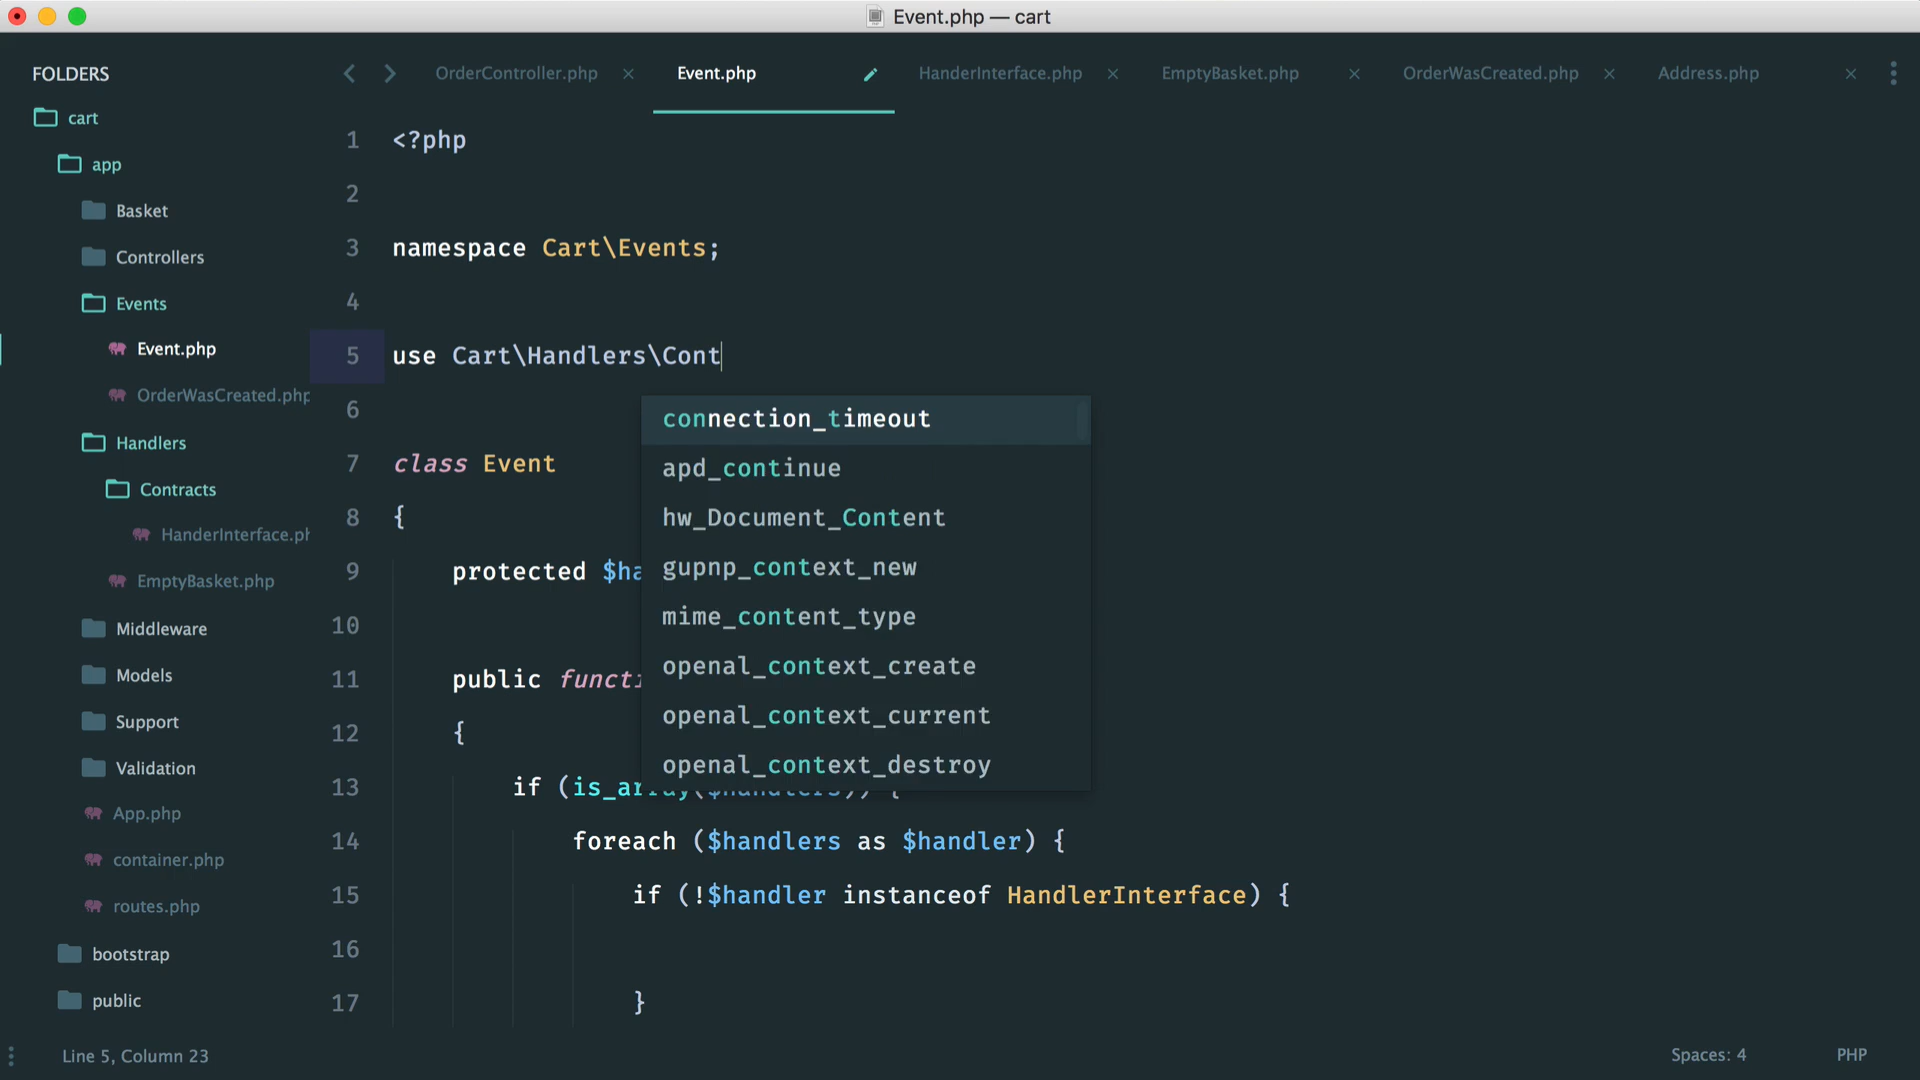 Event.php — cart
FOLDERS
cart
app
Basket
Controllers
Events
Event.php
OrderWasCreated.php
Handlers
Contracts
HanderInterface.ph
EmptyBasket.php
Middleware
Models
Support
Validation
App.php
container.php
routes.php
bootstrap
public
OrderController.php
Event.php
HanderInterface.php
EmptyBasket.php
OrderWasCreated.php
Address.php
1 <?php
2
3 namespace Cart\Events;
4
5 use Cart\Handlers\Cont
6
7 class Event
8 {
9 protected $ha
10
11 public functi
12 {
13 if (is_array($handlers)) {
14 foreach ($handlers as $handler) {
15 if (!$handler instanceof HandlerInterface) {
16
17 }
connection_timeout
apd_continue
hw_Document_Content
gupnp_context_new
mime_content_type
openal_context_create
openal_context_current
openal_context_destroy
Line 5, Column 23
Spaces: 4
PHP